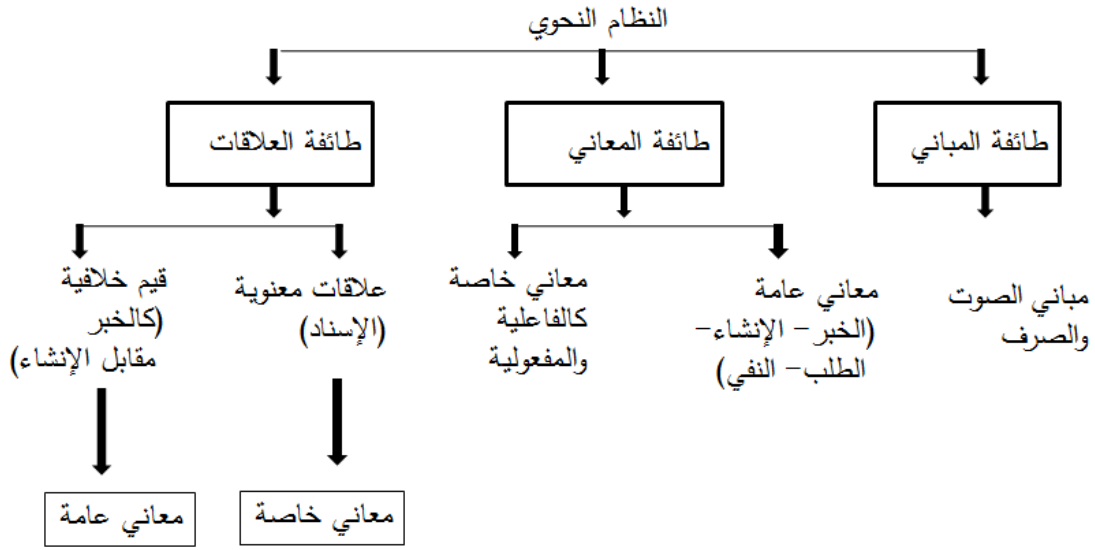 النظام النحوي
طائفة المباني
طائفة المعاني
طائفة العلاقات
مباني الصوت
والصرف
معاني عامة
(الخبر- الإنشاء-
الطلب- النفي)
معاني خاصة
كالفاعلية
والمفعولية
علاقات معنوية
(الإسناد)
قيم خلافية
(كالخبر
مقابل الإنشاء)
معاني خاصة
معاني عامة